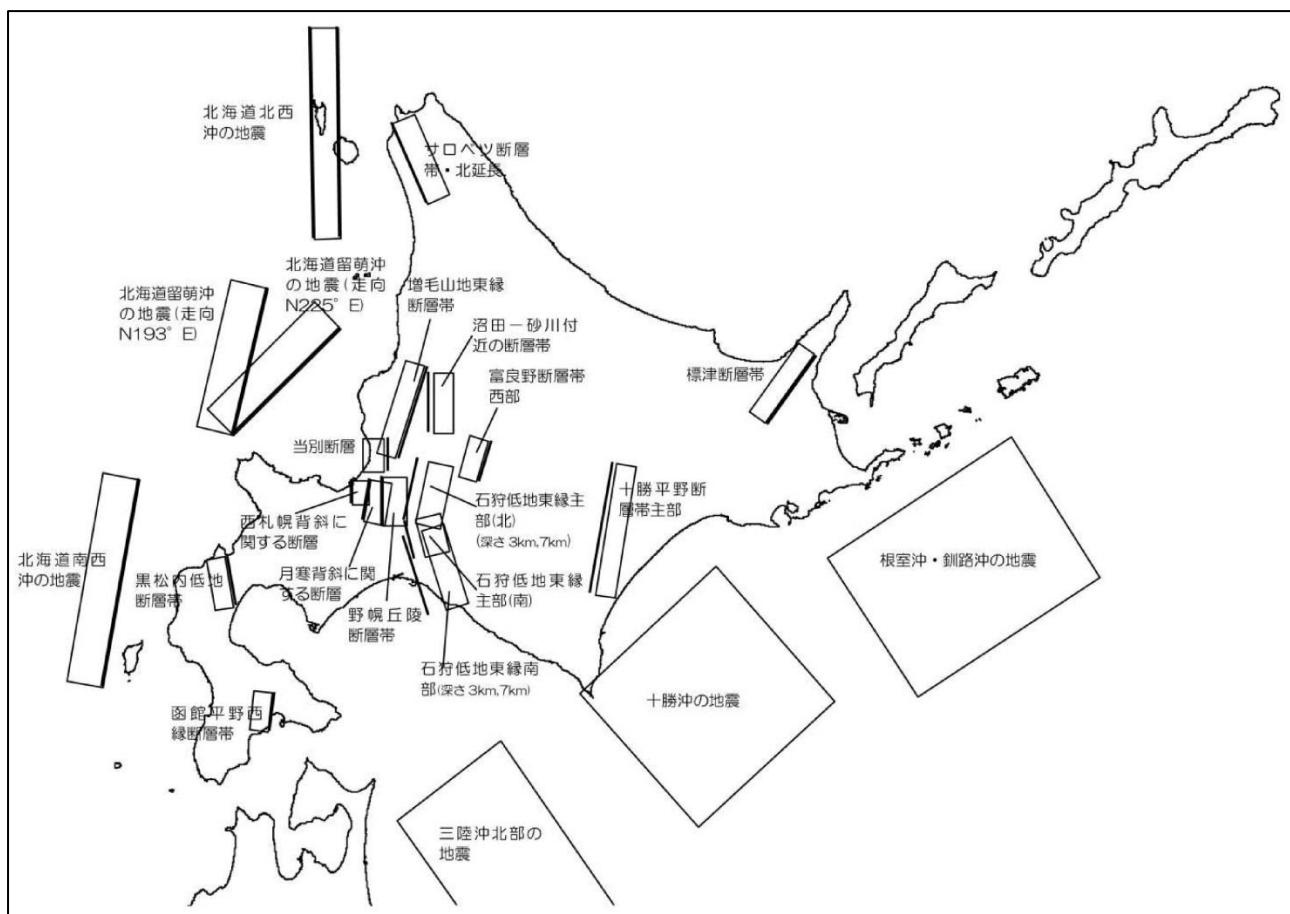 北海道北西
沖の地震
サロベツ断層
帯・北延長
北海道留萌沖
の地震(走向
N225°E)
北海道留萌沖
の地震(走向
N193°E)
増毛山地東縁
断層帯
沼田－砂川付
近の断層帯
富良野断層帯
西部
標津断層帯
当別断層
西札幌背斜に
関する断層
月寒背斜に関
する断層
野幌丘陵
断層帯
石狩低地東縁主
部(北)
(深さ3km,7km)
石狩低地東縁
主部(南)
石狩低地東縁南
部(深さ3km,7km)
十勝平野断
層帯主部
根室沖・釧路沖の地震
北海道南西
沖の地震
黒松内低地
断層帯
函館平野西
縁断層帯
十勝沖の地震
三陸沖北部の
地震